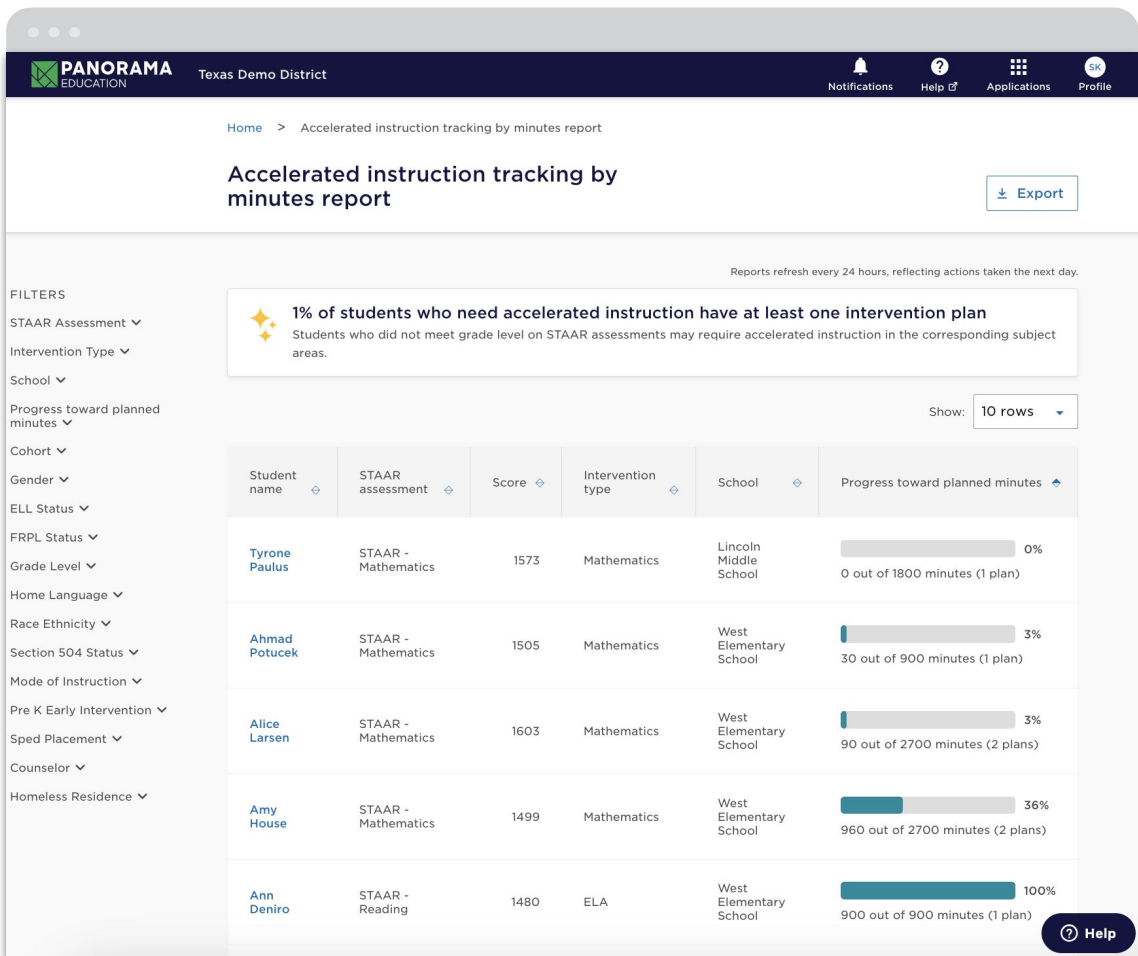 PANORAMA
EDUCATION
Texas Demo District
Notifications
Help
Applications
SK
Profile
Home > Accelerated instruction tracking by minutes report
Accelerated instruction tracking by
minutes report
Export
Reports refresh every 24 hours, reflecting actions taken the next day.
FILTERS
STAAR Assessment
Intervention Type
School
Progress toward planned
minutes
Cohort
Gender
ELL Status
FRPL Status
Grade Level
Home Language
Race Ethnicity
Section 504 Status
Mode of Instruction
Pre K Early Intervention
Sped Placement
Counselor
Homeless Residence
1% of students who need accelerated instruction have at least one intervention plan
Students who did not meet grade level on STAAR assessments may require accelerated instruction in the corresponding subject
areas.
Show: 10 rows
Student
name
STAAR
assessment
Score
Intervention
type
School
Progress toward planned minutes
Tyrone
Paulus
STAAR -
Mathematics
1573
Mathematics
Lincoln
Middle
School
0%
0 out of 1800 minutes (1 plan)
Ahmad
Potucek
STAAR -
Mathematics
1505
Mathematics
West
Elementary
School
3%
30 out of 900 minutes (1 plan)
Alice
Larsen
STAAR -
Mathematics
1603
Mathematics
West
Elementary
School
3%
90 out of 2700 minutes (2 plans)
Amy
House
STAAR -
Mathematics
1499
Mathematics
West
Elementary
School
36%
960 out of 2700 minutes (2 plans)
Ann
Deniro
STAAR -
Reading
1480
ELA
West
Elementary
School
100%
900 out of 900 minutes (1 plan)
Help